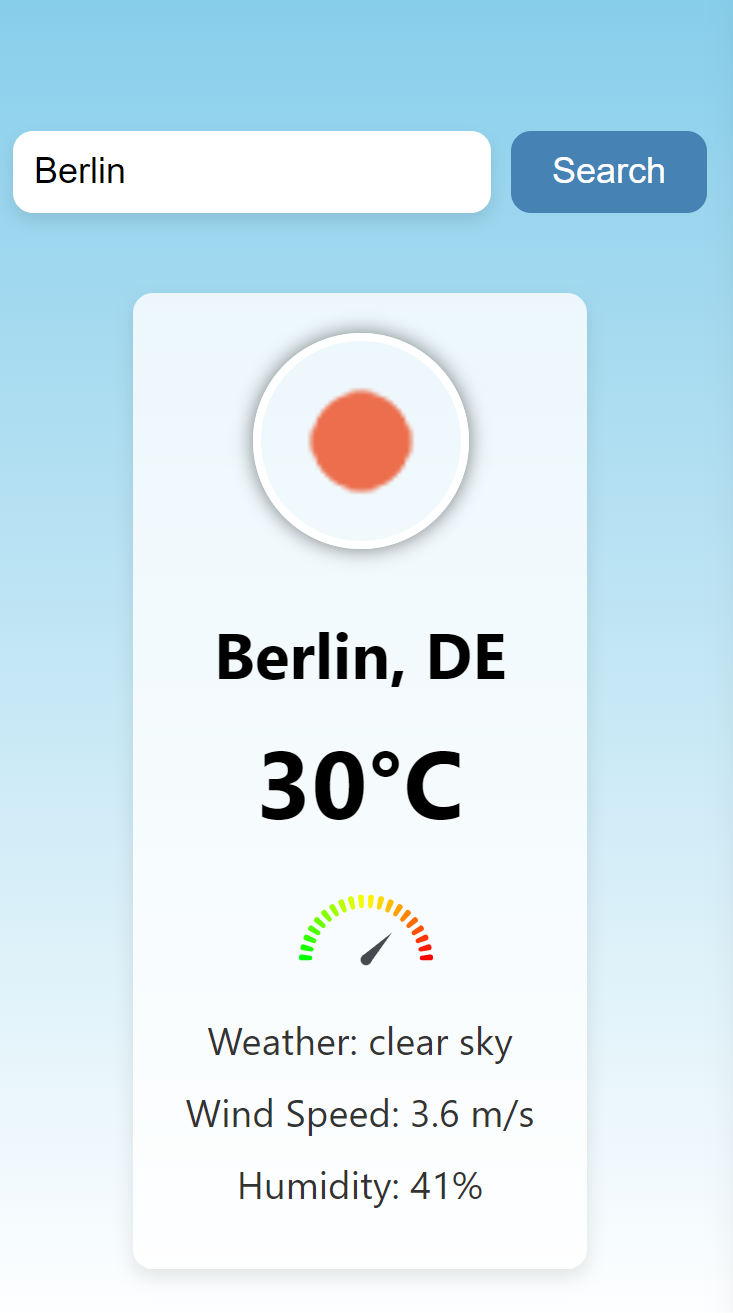 Berlin
Search
Berlin, DE
30°C
Weather: clear sky
Wind Speed: 3.6 m/s
Humidity: 41%